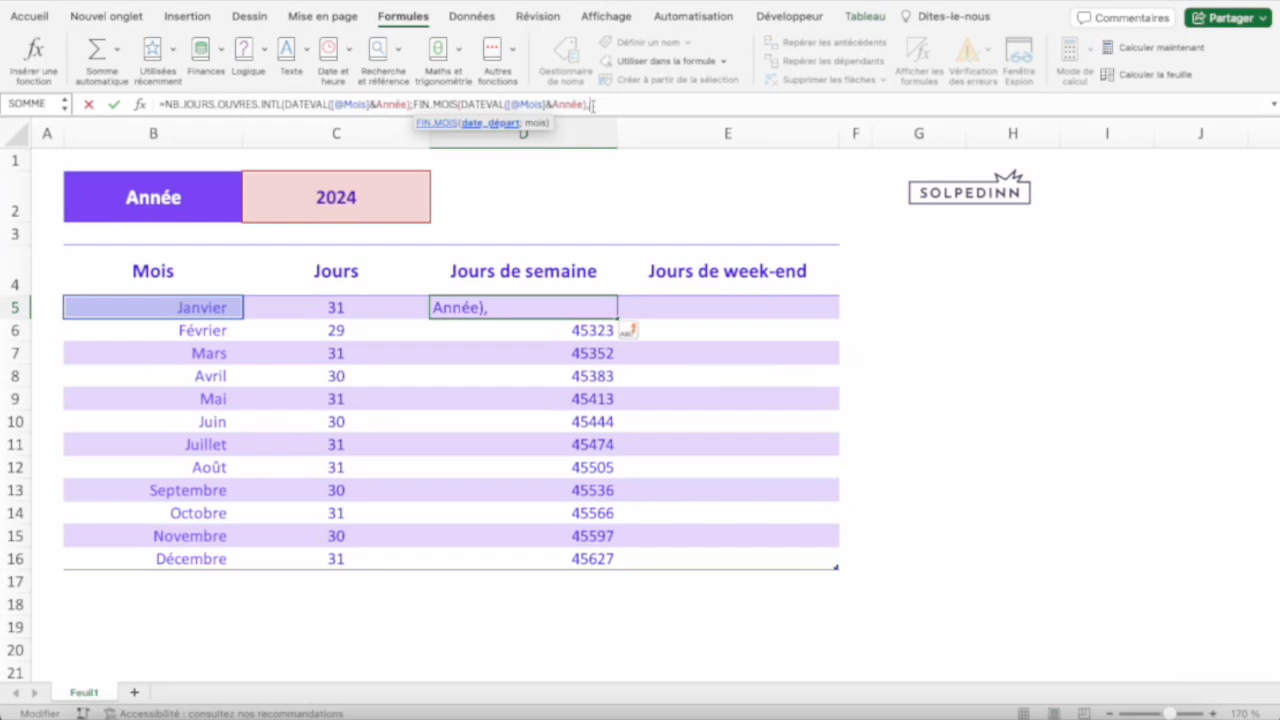 Accueil Nouvel onglet Insertion Dessin Mise en page Formules Données Révision Affichage Automatisation Développeur Tableau Dites-le-nous Commentaires Partager
Insérer une fonction
Somme automatique
Utilisées récemment
Finances
Logique
Texte
Date et heure
Recherche et référence
Maths et trigonométrie
Autres fonctions
Gestionnaire de noms
Définir un nom
Utiliser dans la formule
Créer à partir de la sélection
Repérer les antécédents
Repérer les dépendants
Supprimer les flèches
Afficher les formules
Vérification des erreurs
Fenêtre Espion
Mode de calcul
Calculer maintenant
Calculer la feuille
SOMME fx =NB.JOURS.OUVRES.INTL(DATEVAL([@Mois]&Année);FIN.MOIS(DATEVAL([@Mois]&Année),
FIN.MOIS(date_départ; mois)
A B C D E F G H I J
1
2 Année 2024 SOLPEDINN
3
4 Mois Jours Jours de semaine Jours de week-end
5 Janvier 31 Année),
6 Février 29 45323
7 Mars 31 45352
8 Avril 30 45383
9 Mai 31 45413
10 Juin 30 45444
11 Juillet 31 45474
12 Août 31 45505
13 Septembre 30 45536
14 Octobre 31 45566
15 Novembre 30 45597
16 Décembre 31 45627
17
18
19
20
21
Feuil1 +
Modifier Accessibilité : consultez nos recommandations 170 %